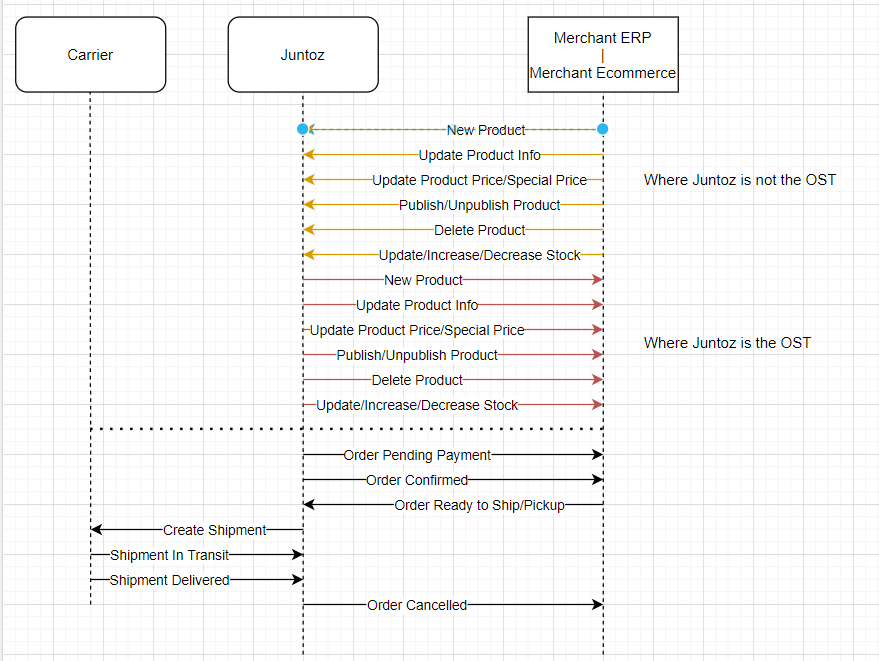 Carrier
Juntoz
Merchant ERP
|
Merchant Ecommerce
New Product
Update Product Info
Update Product Price/Special Price
Where Juntoz is not the OST
Publish/Unpublish Product
Delete Product
Update/Increase/Decrease Stock
New Product
Update Product Info
Update Product Price/Special Price
Where Juntoz is the OST
Publish/Unpublish Product
Delete Product
Update/Increase/Decrease Stock
Order Pending Payment
Order Confirmed
Order Ready to Ship/Pickup
Create Shipment
Shipment In Transit
Shipment Delivered
Order Cancelled